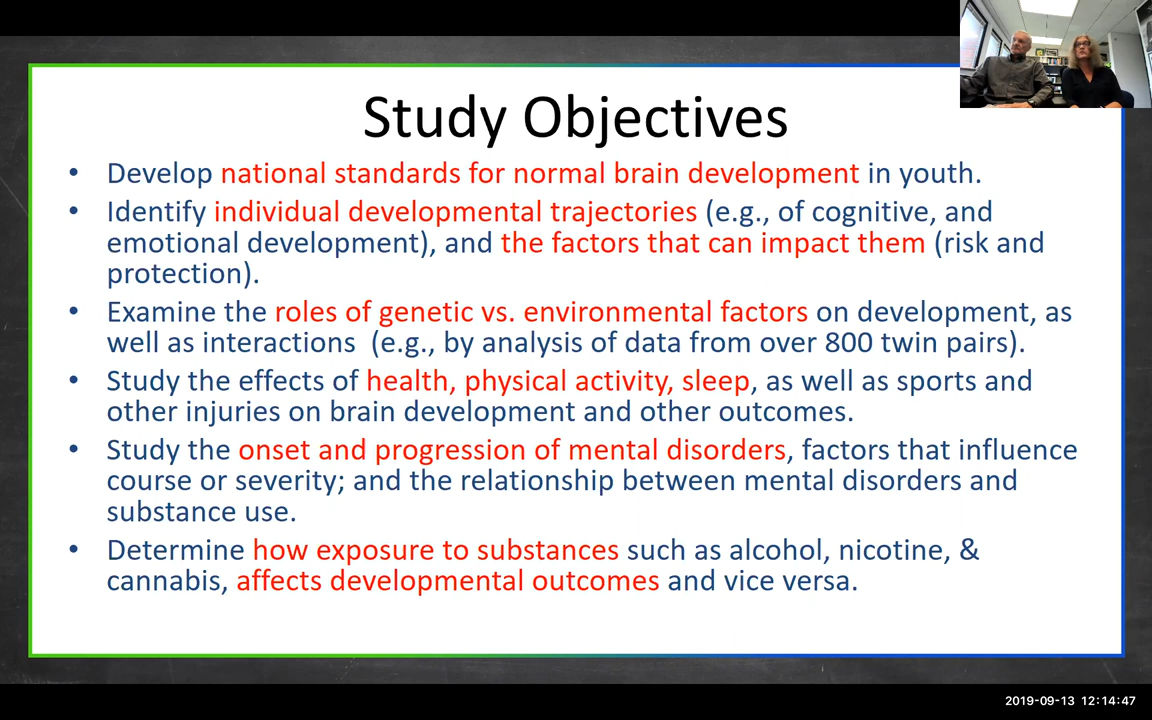 Study Objectives
• Develop national standards for normal brain development in youth.
• Identify individual developmental trajectories (e.g., of cognitive, and
emotional development), and the factors that can impact them (risk and
protection).
• Examine the roles of genetic vs. environmental factors on development, as
well as interactions  (e.g., by analysis of data from over 800 twin pairs).
• Study the effects of health, physical activity, sleep, as well as sports and
other injuries on brain development and other outcomes.
• Study the onset and progression of mental disorders, factors that influence
course or severity; and the relationship between mental disorders and
substance use.
• Determine how exposure to substances such as alcohol, nicotine, &
cannabis, affects developmental outcomes and vice versa.
2019-09-13 12:14:47